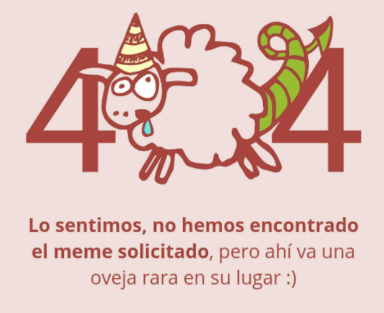 404
Lo sentimos, no hemos encontrado
el meme solicitado, pero ahí va una
oveja rara en su lugar :)